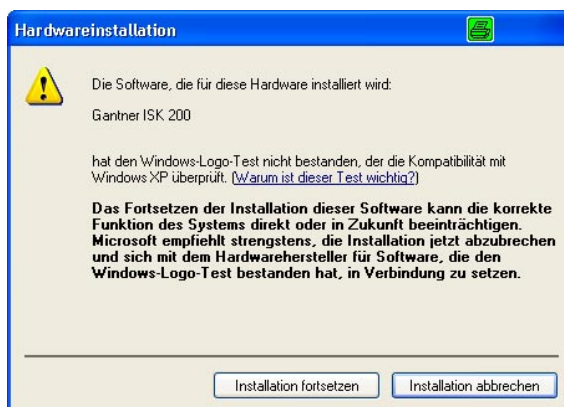 Hardwareinstallation
Die Software, die für diese Hardware installiert wird:
Gantner ISK 200
hat den Windows-Logo-Test nicht bestanden, der die Kompatibilität mit
Windows XP überprüft. (Warum ist dieser Test wichtig?)
Das Fortsetzen der Installation dieser Software kann die korrekte
Funktion des Systems direkt oder in Zukunft beeinträchtigen.
Microsoft empfiehlt strengstens, die Installation jetzt abzubrechen
und sich mit dem Hardwarehersteller für Software, die den
Windows-Logo-Test bestanden hat, in Verbindung zu setzen.
Installation fortsetzen
Installation abbrechen